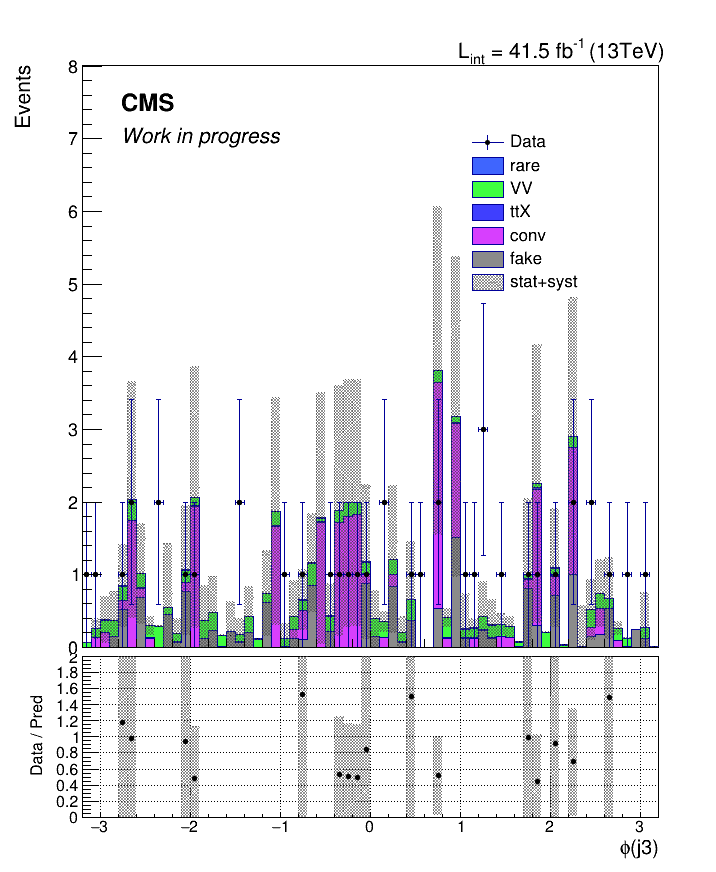 L_int = 41.5 fb^-1 (13TeV)
Events
8
CMS
Work in progress
7
Data
rare
VV
ttX
conv
fake
stat+syst
6
5
4
3
2
1
0
Data / Pred
2
1.8
1.6
1.4
1.2
1
0.8
0.6
0.4
0.2
0
−3 −2 −1 0 1 2 3
ϕ(j3)